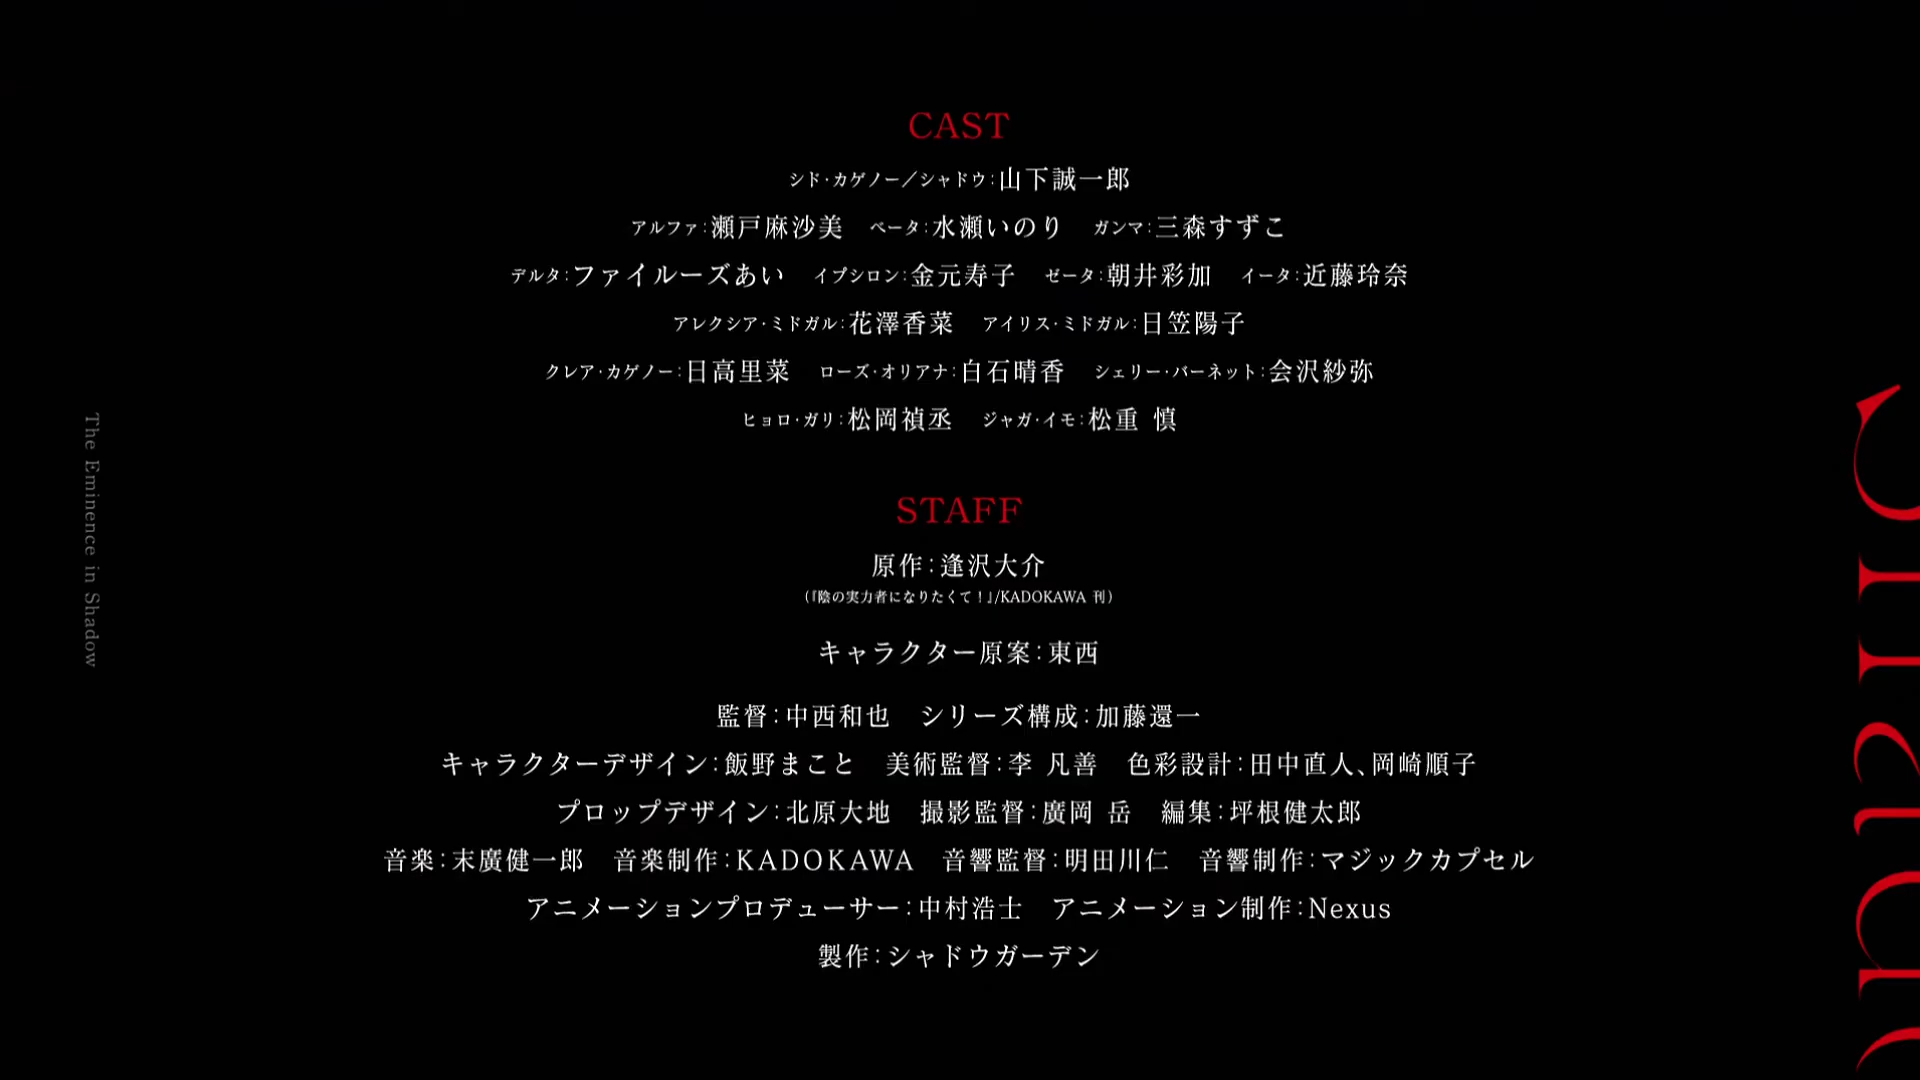 CAST
シド・カゲノー／シャドウ：山下誠一郎
アルファ：瀬戸麻沙美　ベータ：水瀬いのり　ガンマ：三森すずこ
デルタ：ファイルーズあい　イプシロン：金元寿子　ゼータ：朝井彩加　イータ：近藤玲奈
アレクシア・ミドガル：花澤香菜　アイリス・ミドガル：日笠陽子
クレア・カゲノー：日高里菜　ローズ・オリアナ：白石晴香　シェリー・バーネット：会沢紗弥
ヒョロ・ガリ：松岡禎丞　ジャガ・イモ：松重 慎
STAFF
原作：逢沢大介
（『陰の実力者になりたくて！』/KADOKAWA 刊）
キャラクター原案：東西
監督：中西和也　シリーズ構成：加藤還一
キャラクターデザイン：飯野まこと　美術監督：李 凡善　色彩設計：田中直人、岡崎順子
プロップデザイン：北原大地　撮影監督：廣岡 岳　編集：坪根健太郎
音楽：末廣健一郎　音楽制作：KADOKAWA　音響監督：明田川仁　音響制作：マジックカプセル
アニメーションプロデューサー：中村浩士　アニメーション制作：Nexus
製作：シャドウガーデン
The Eminence in Shadow